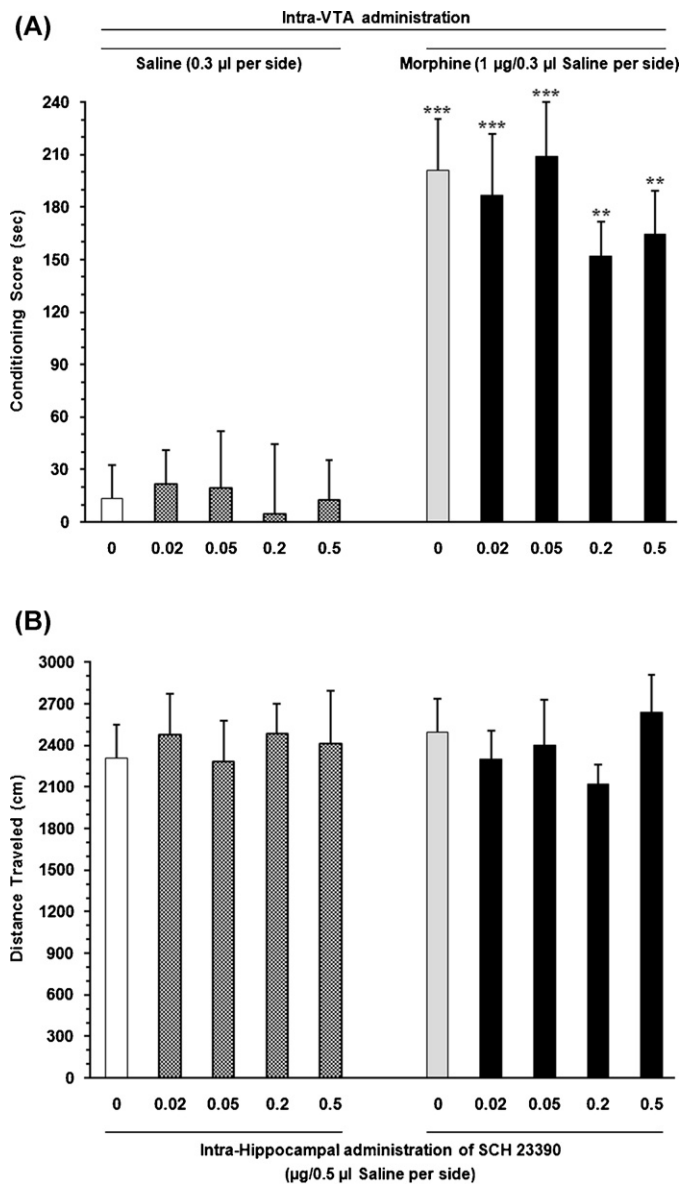 (A)
Intra-VTA administration
Saline (0.3 µl per side)
Morphine (1 µg/0.3 µl Saline per side)
Conditioning Score (sec)
240
210
180
150
120
90
60
30
0
*** *** *** ** **
0 0.02 0.05 0.2 0.5 0 0.02 0.05 0.2 0.5
(B)
Distance Traveled (cm)
3000
2700
2400
2100
1800
1500
1200
900
600
300
0
0 0.02 0.05 0.2 0.5 0 0.02 0.05 0.2 0.5
Intra-Hippocampal administration of SCH 23390
(µg/0.5 µl Saline per side)